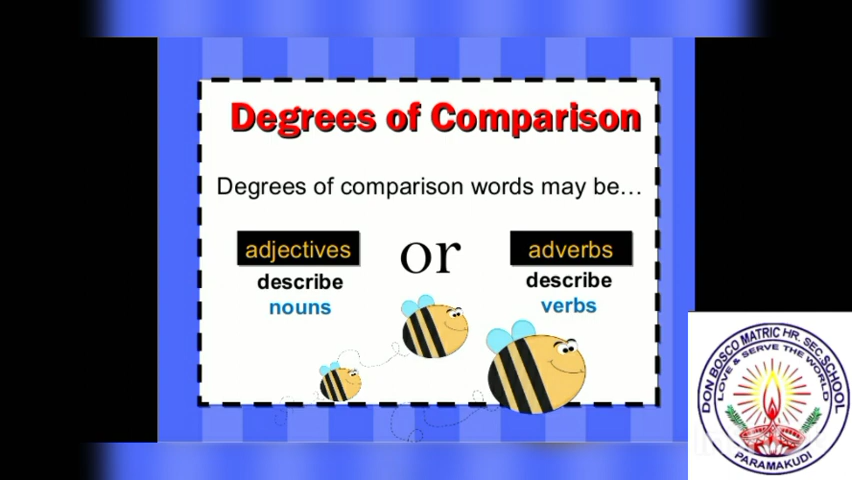 Degrees of Comparison
Degrees of comparison words may be…
adjectives or adverbs
describe describe
nouns verbs
DON BOSCO MATRIC HR. SEC. SCHOOL
LOVE & SERVE THE WORLD
PARAMAKUDI